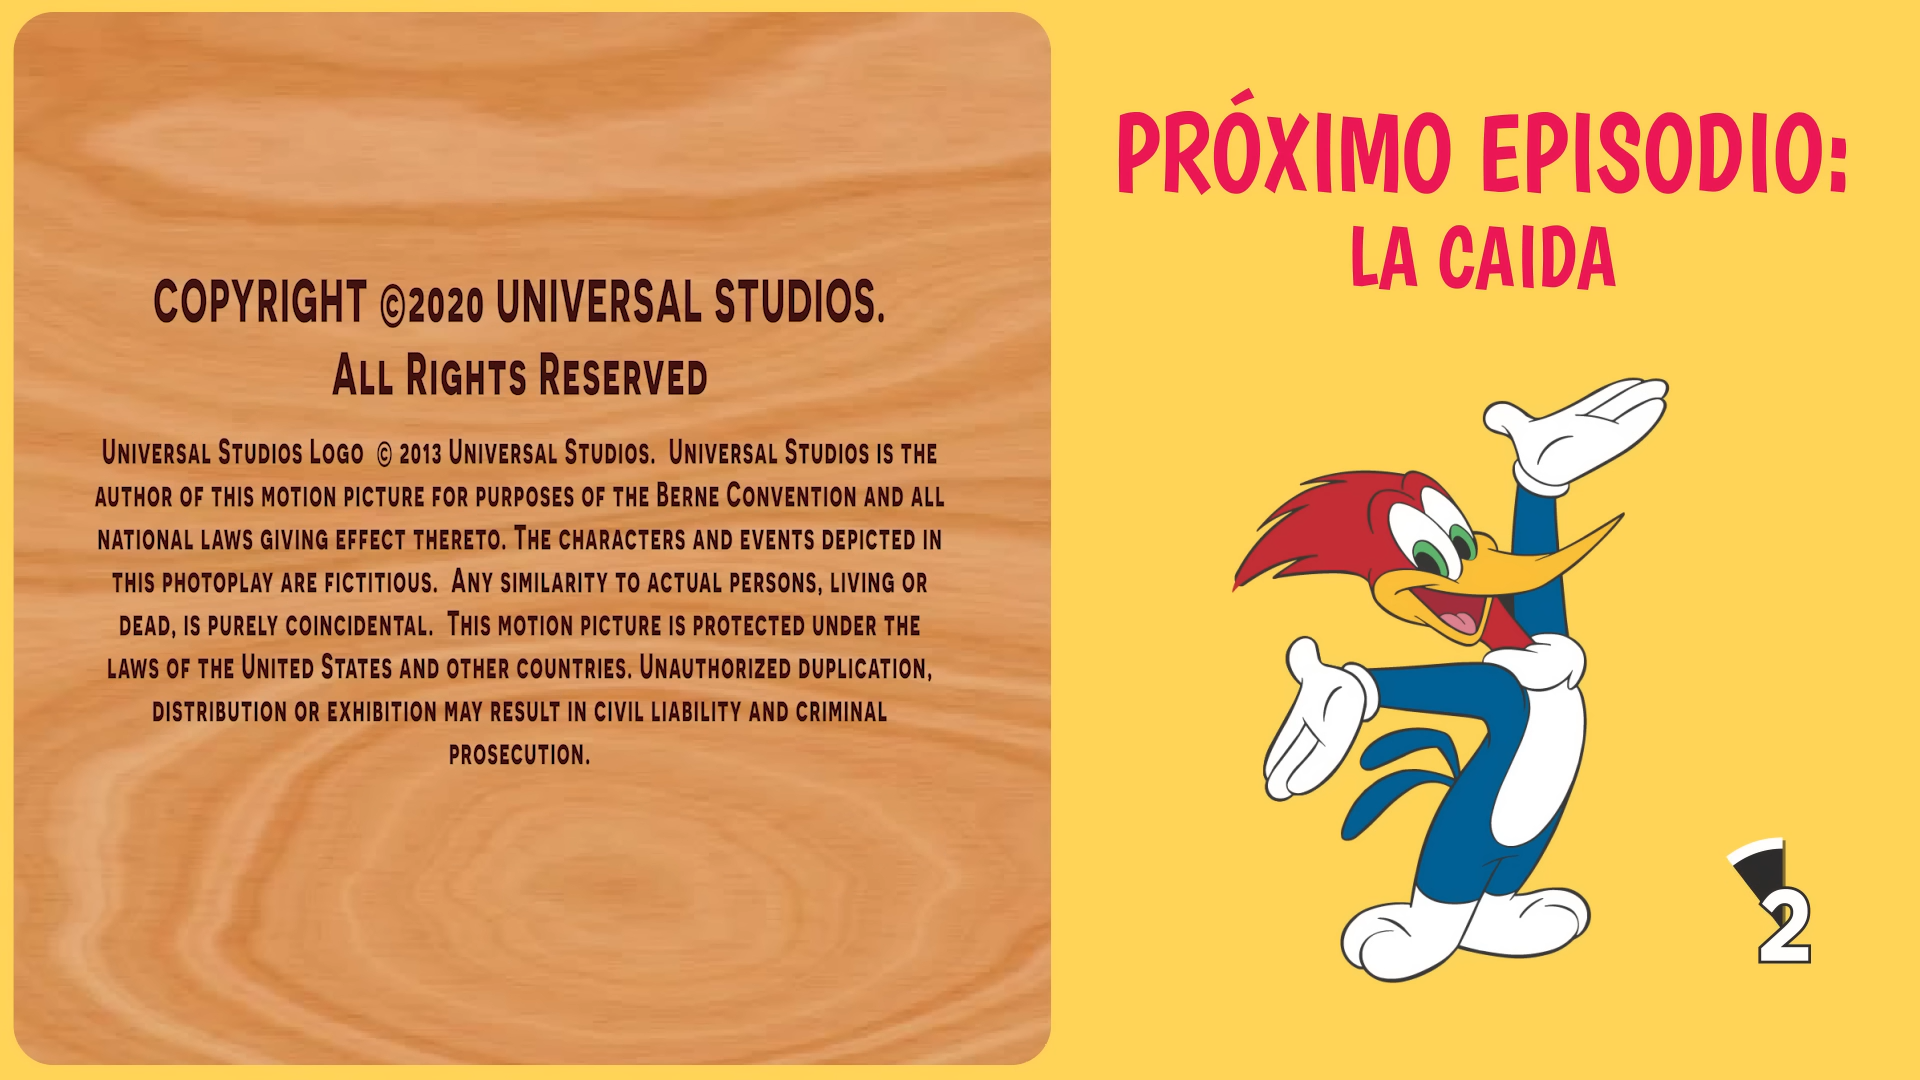 COPYRIGHT ©2020 UNIVERSAL STUDIOS.
ALL RIGHTS RESERVED
UNIVERSAL STUDIOS LOGO © 2013 UNIVERSAL STUDIOS. UNIVERSAL STUDIOS IS THE
AUTHOR OF THIS MOTION PICTURE FOR PURPOSES OF THE BERNE CONVENTION AND ALL
NATIONAL LAWS GIVING EFFECT THERETO. THE CHARACTERS AND EVENTS DEPICTED IN
THIS PHOTOPLAY ARE FICTITIOUS. ANY SIMILARITY TO ACTUAL PERSONS, LIVING OR
DEAD, IS PURELY COINCIDENTAL. THIS MOTION PICTURE IS PROTECTED UNDER THE
LAWS OF THE UNITED STATES AND OTHER COUNTRIES. UNAUTHORIZED DUPLICATION,
DISTRIBUTION OR EXHIBITION MAY RESULT IN CIVIL LIABILITY AND CRIMINAL
PROSECUTION.
PRÓXIMO EPISODIO:
LA CAIDA
2